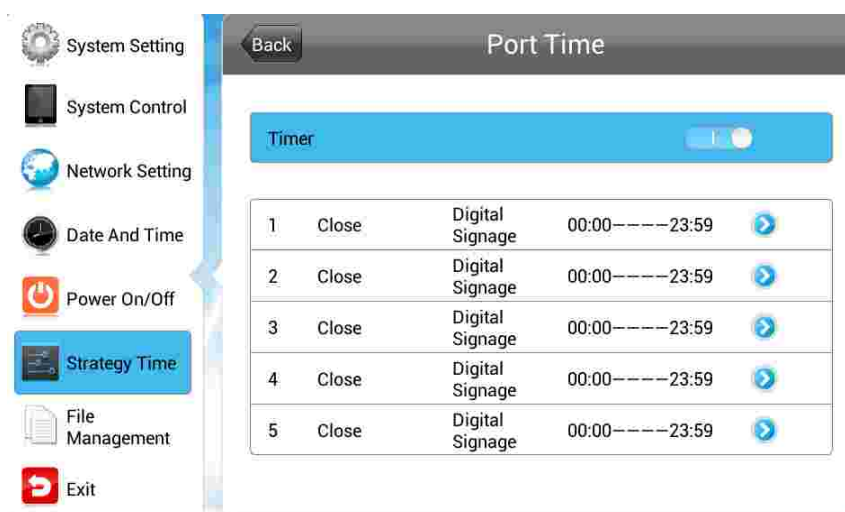 System Setting
System Control
Network Setting
Date And Time
Power On/Off
Strategy Time
File
Management
Exit
Back
Port Time
Timer
1 Close Digital Signage 00:00————23:59
2 Close Digital Signage 00:00————23:59
3 Close Digital Signage 00:00————23:59
4 Close Digital Signage 00:00————23:59
5 Close Digital Signage 00:00————23:59